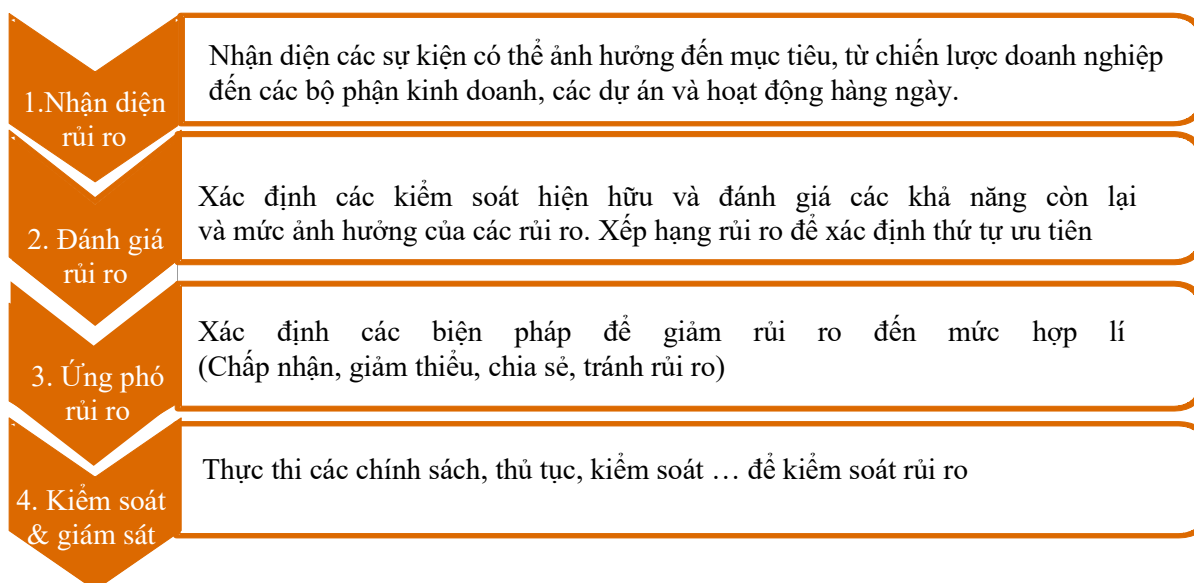 1.Nhận diện
rủi ro
Nhận diện các sự kiện có thể ảnh hưởng đến mục tiêu, từ chiến lược doanh nghiệp
đến các bộ phận kinh doanh, các dự án và hoạt động hàng ngày.
2. Đánh giá
rủi ro
Xác định các kiểm soát hiện hữu và đánh giá các khả năng còn lại
và mức ảnh hưởng của các rủi ro. Xếp hạng rủi ro để xác định thứ tự ưu tiên
3. Ứng phó
rủi ro
Xác định các biện pháp để giảm rủi ro đến mức hợp lí
(Chấp nhận, giảm thiểu, chia sẻ, tránh rủi ro)
4. Kiểm soát
& giám sát
Thực thi các chính sách, thủ tục, kiểm soát … để kiểm soát rủi ro